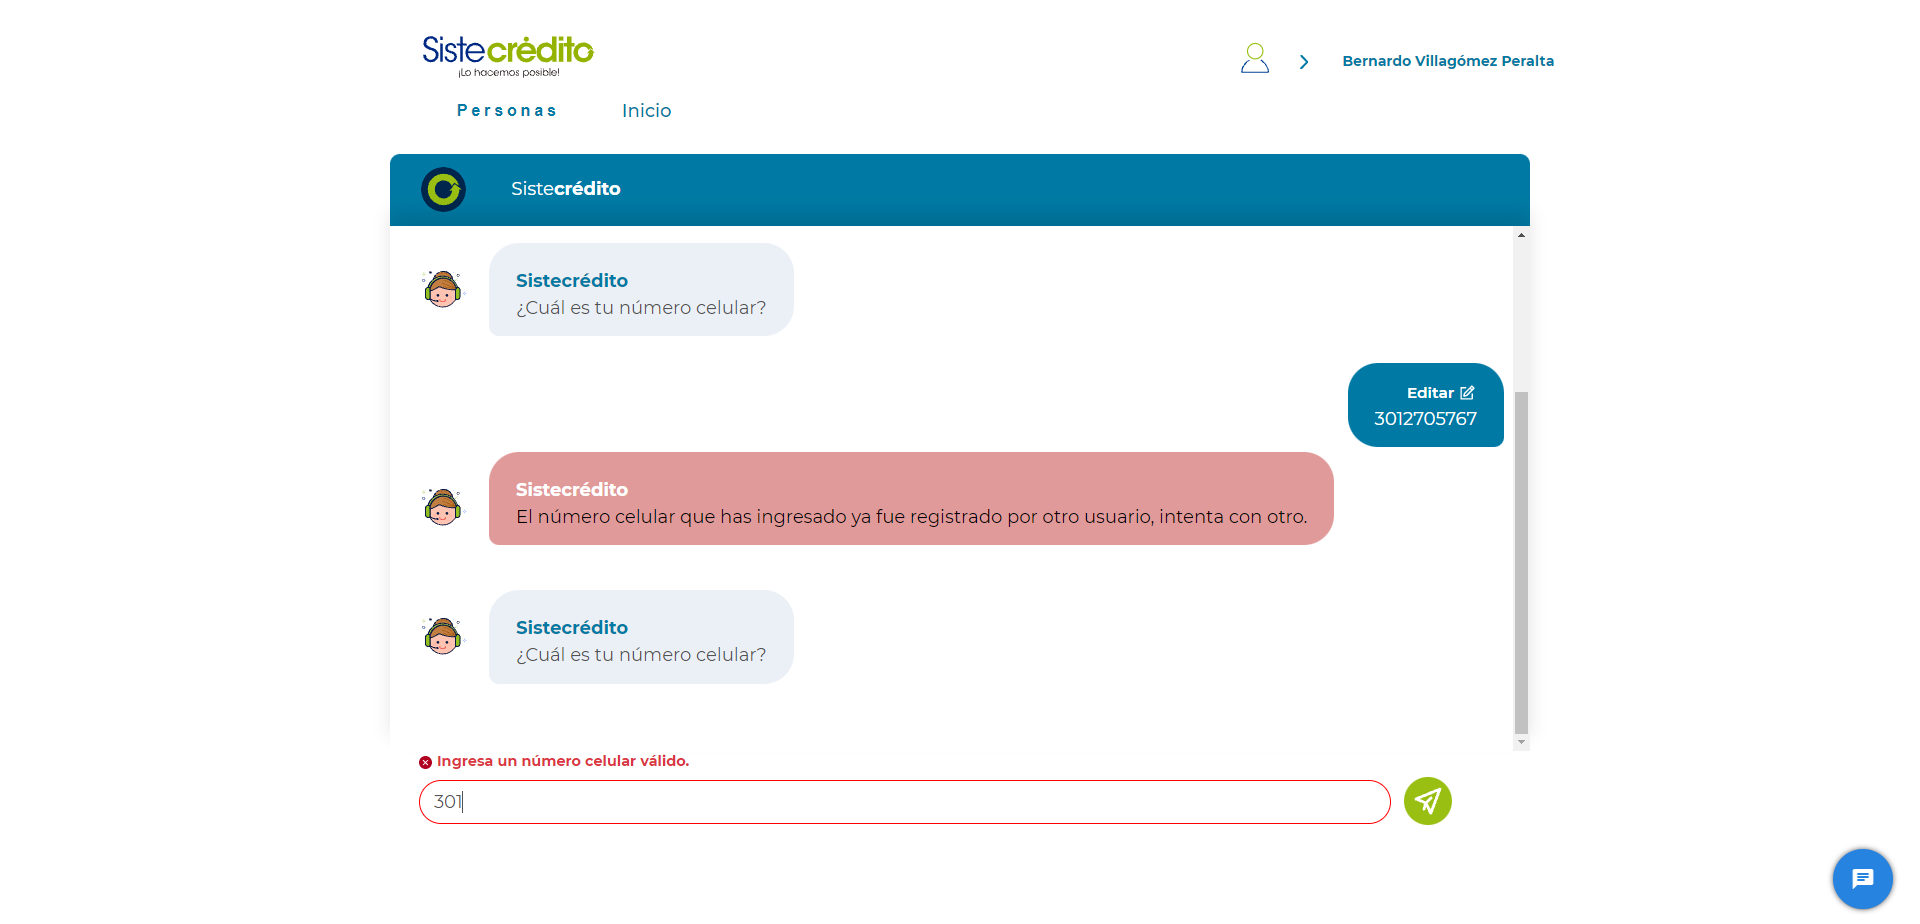 Sistecrédito
¡Lo hacemos posible!
Bernardo Villagómez Peralta
Personas
Inicio
Sistecrédito
Sistecrédito
¿Cuál es tu número celular?
Editar
3012705767
Sistecrédito
El número celular que has ingresado ya fue registrado por otro usuario, intenta con otro.
Sistecrédito
¿Cuál es tu número celular?
Ingresa un número celular válido.
301